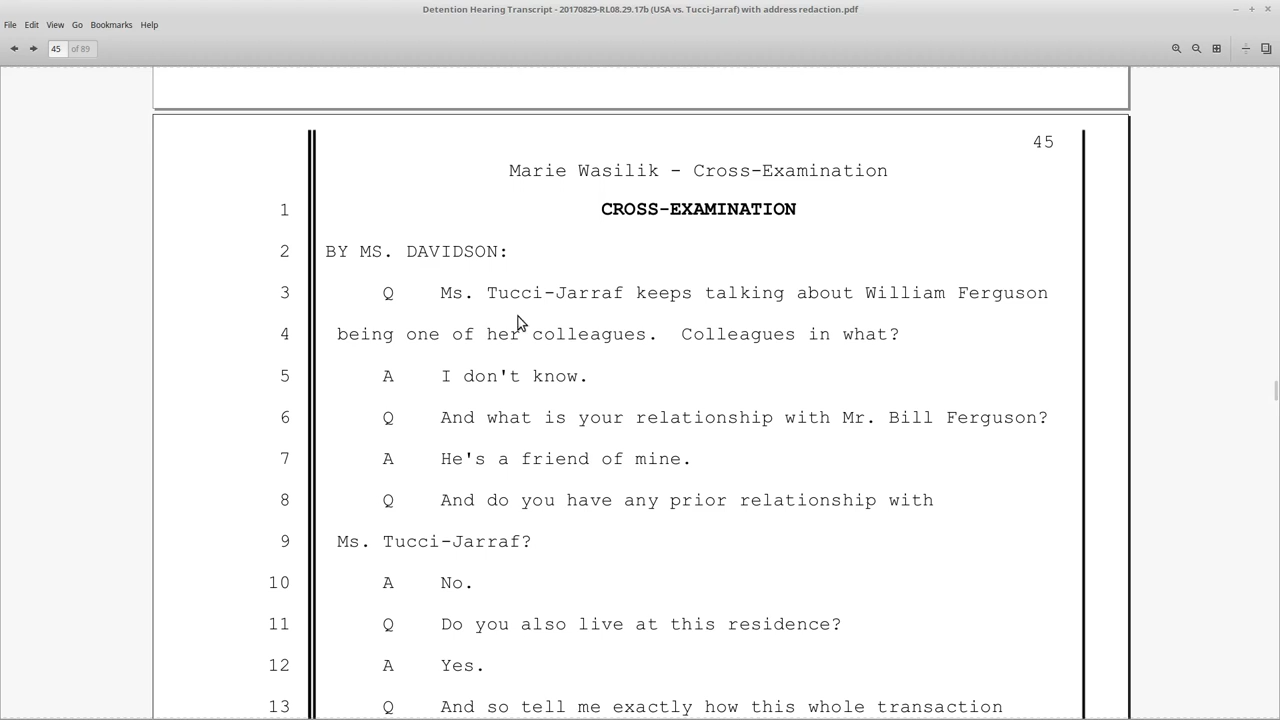 Detention Hearing Transcript - 20170829-RL08.29.17b (USA vs. Tucci-Jarraf) with address redaction.pdf
File Edit View Go Bookmarks Help
45 of 89
45
Marie Wasilik - Cross-Examination
1 CROSS-EXAMINATION
2 BY MS. DAVIDSON:
3 Q Ms. Tucci-Jarraf keeps talking about William Ferguson
4 being one of her colleagues. Colleagues in what?
5 A I don't know.
6 Q And what is your relationship with Mr. Bill Ferguson?
7 A He's a friend of mine.
8 Q And do you have any prior relationship with
9 Ms. Tucci-Jarraf?
10 A No.
11 Q Do you also live at this residence?
12 A Yes.
13 Q And so tell me exactly how this whole transaction